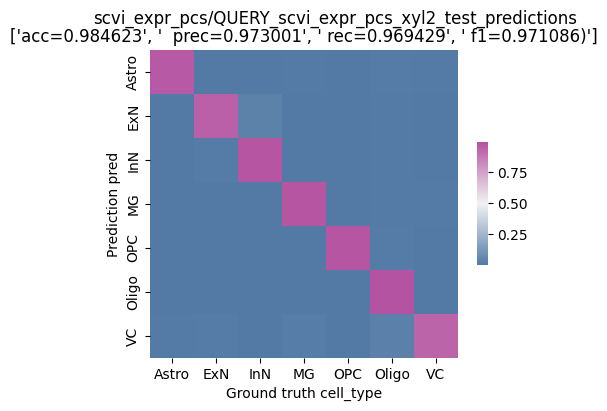 scvi_expr_pcs/QUERY_scvi_expr_pcs_xyl2_test_predictions
['acc=0.984623', '  prec=0.973001', ' rec=0.969429', ' f1=0.971086)']
Astro
ExN
InN
MG
OPC
Oligo
VC
Prediction pred
0.75
0.50
0.25
Astro ExN InN MG OPC Oligo VC
Ground truth cell_type